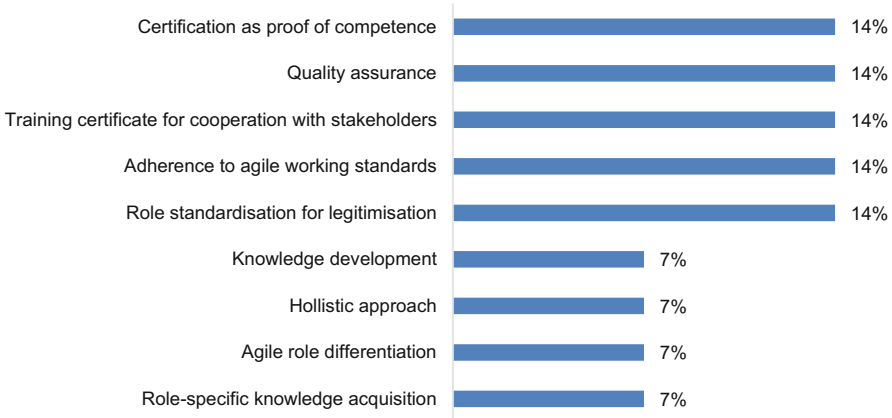 Certification as proof of competence 14%
Quality assurance 14%
Training certificate for cooperation with stakeholders 14%
Adherence to agile working standards 14%
Role standardisation for legitimisation 14%
Knowledge development 7%
Hollistic approach 7%
Agile role differentiation 7%
Role-specific knowledge acquisition 7%